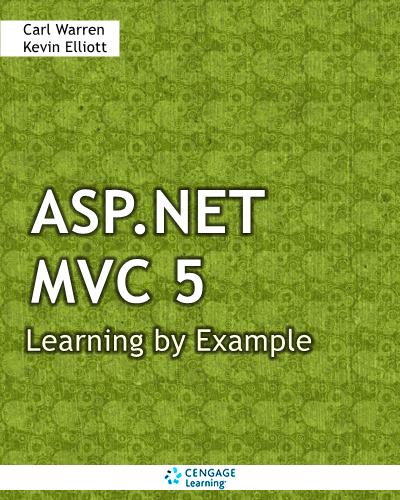 Carl Warren
Kevin Elliott
ASP.NET
MVC 5
Learning by Example
CENGAGE
Learning